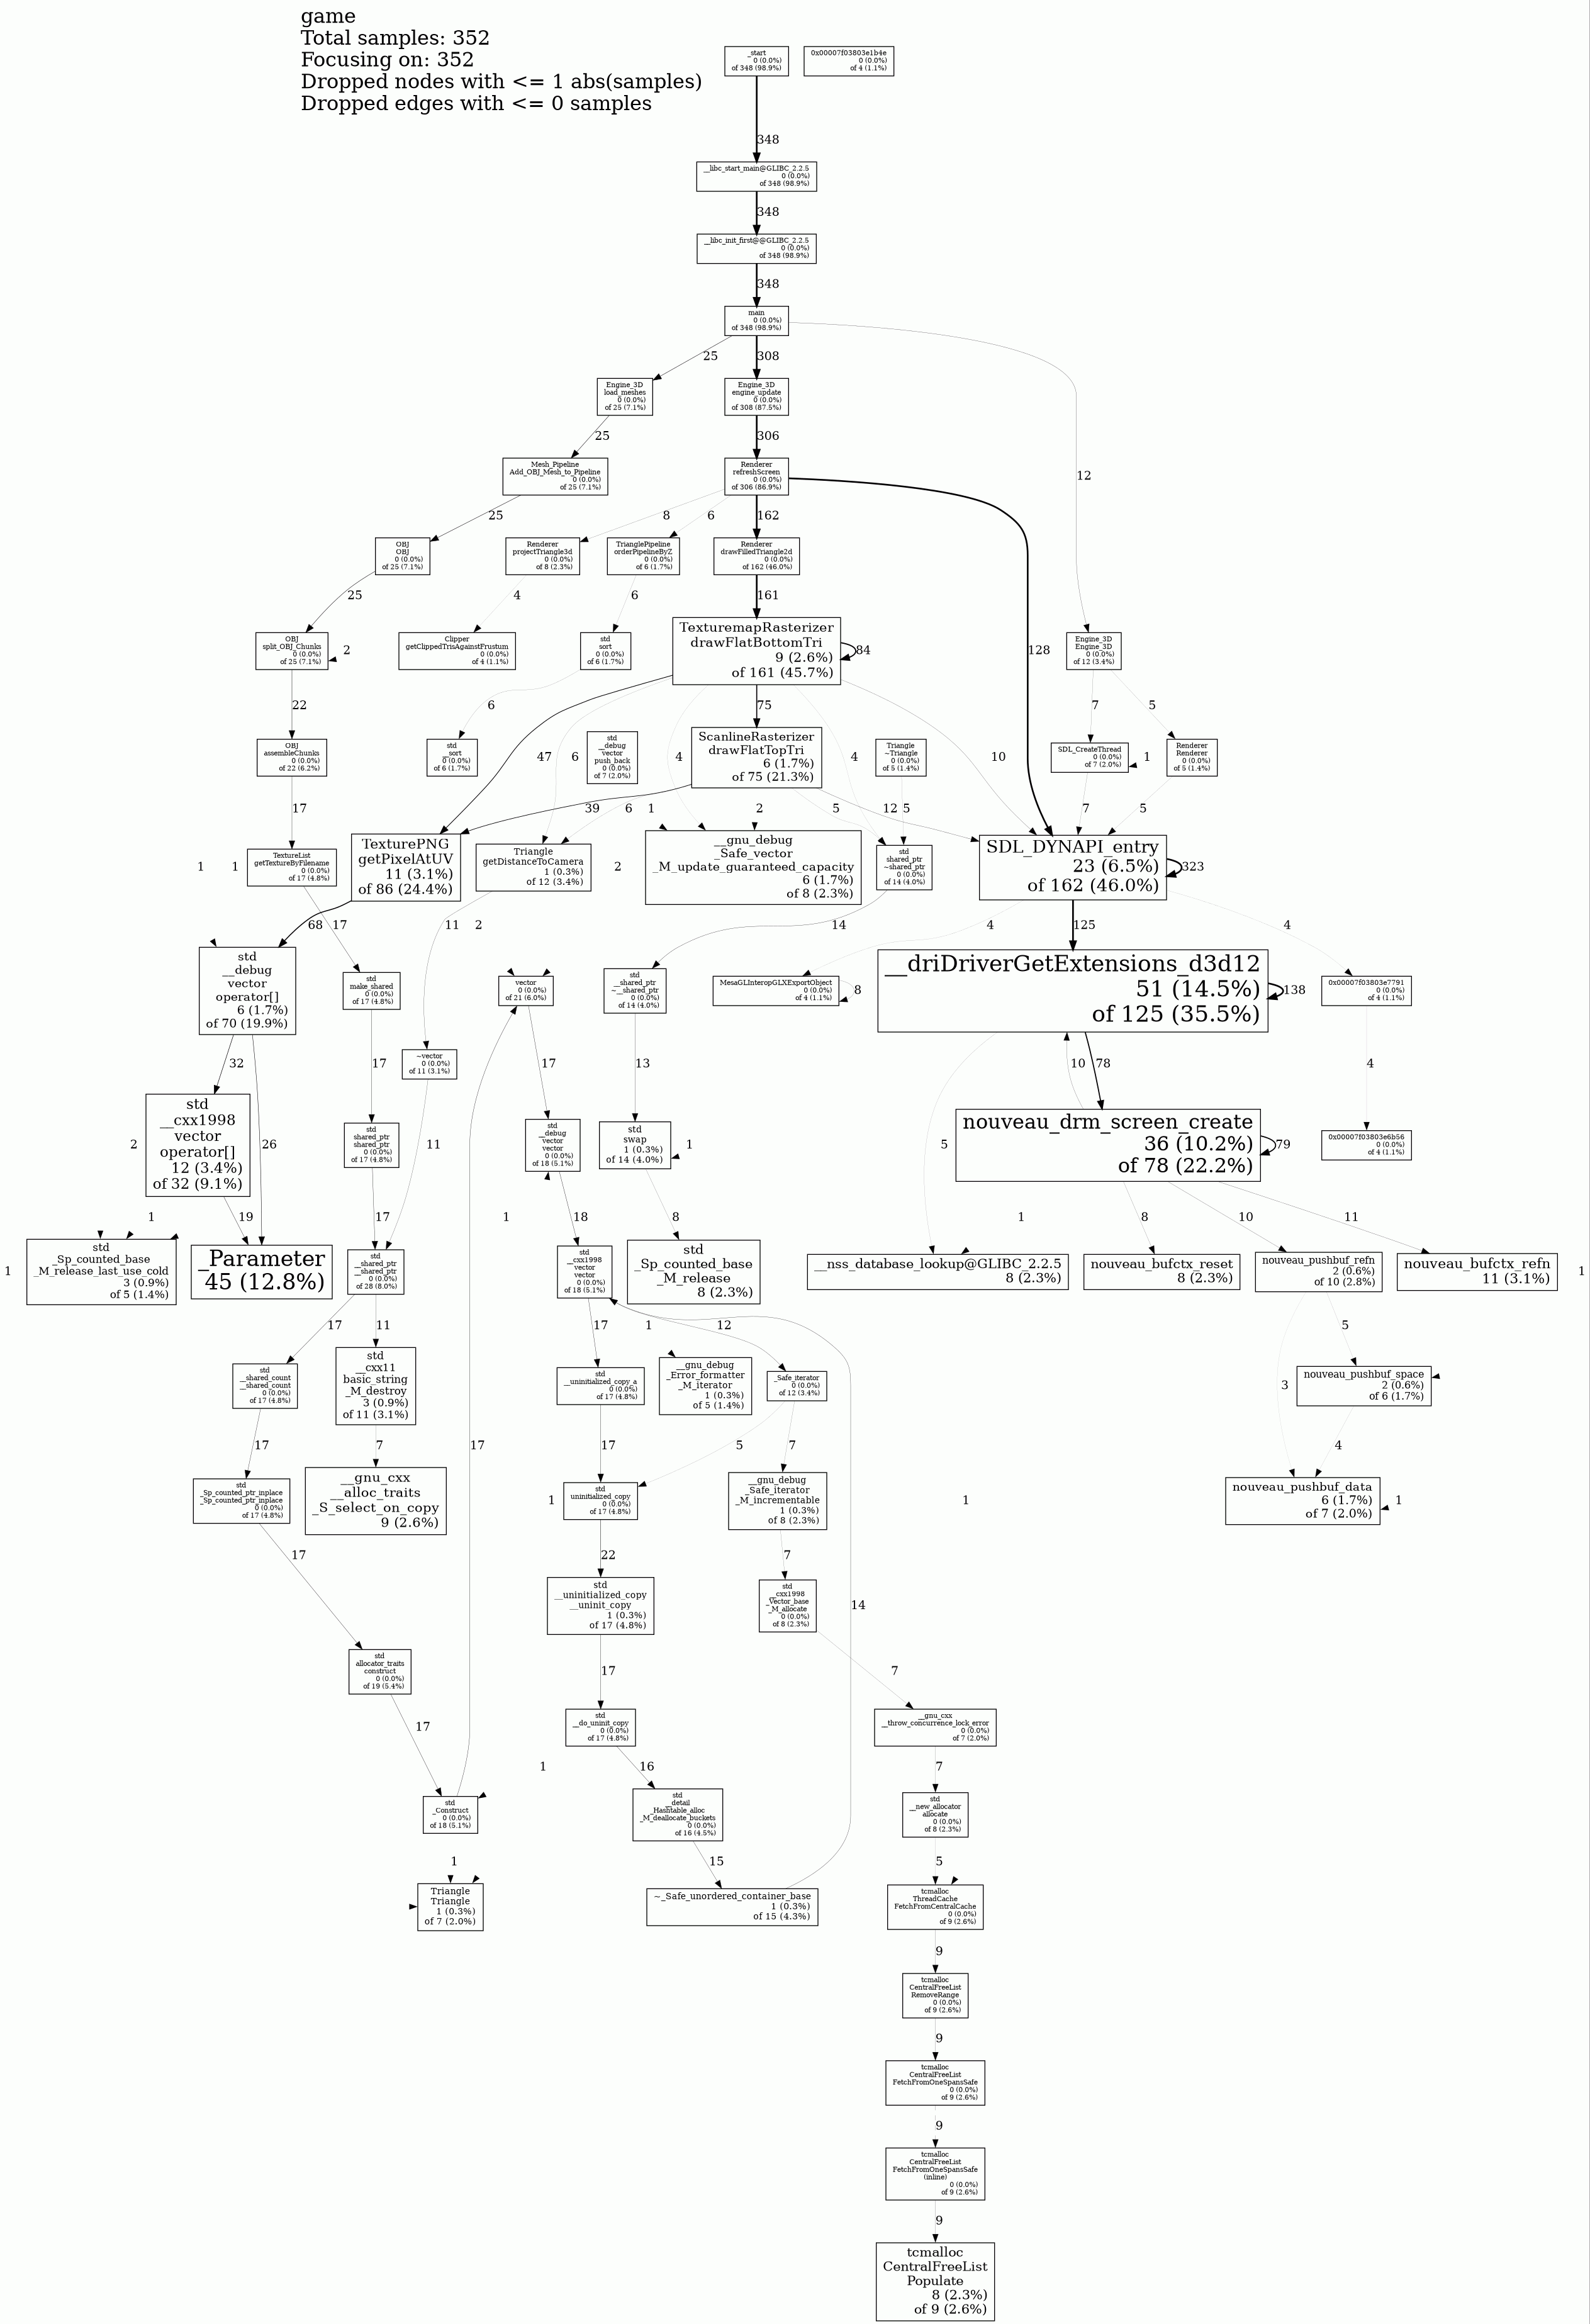 game
Total samples: 352
Focusing on: 352
Dropped nodes with <= 1 abs(samples)
Dropped edges with <= 0 samples
_start
0 (0.0%)
of 348 (98.9%)
0x00007f03803e1b4e
0 (0.0%)
of 4 (1.1%)
348
__libc_start_main@GLIBC_2.2.5
0 (0.0%)
of 348 (98.9%)
348
__libc_init_first@@GLIBC_2.2.5
0 (0.0%)
of 348 (98.9%)
348
main
0 (0.0%)
of 348 (98.9%)
25
308
12
Engine_3D
load_meshes
0 (0.0%)
of 25 (7.1%)
Engine_3D
engine_update
0 (0.0%)
of 308 (87.5%)
25
306
Mesh_Pipeline
Add_OBJ_Mesh_to_Pipeline
0 (0.0%)
of 25 (7.1%)
Renderer
refreshScreen
0 (0.0%)
of 306 (86.9%)
25
8
6
162
128
OBJ
OBJ
0 (0.0%)
of 25 (7.1%)
Renderer
projectTriangle3d
0 (0.0%)
of 8 (2.3%)
TrianglePipeline
orderPipelineByZ
0 (0.0%)
of 6 (1.7%)
Renderer
drawFilledTriangle2d
0 (0.0%)
of 162 (46.0%)
25
4
6
161
OBJ
split_OBJ_Chunks
0 (0.0%)
of 25 (7.1%)
2
Clipper
getClippedTrisAgainstFrustum
0 (0.0%)
of 4 (1.1%)
std
sort
0 (0.0%)
of 6 (1.7%)
TexturemapRasterizer
drawFlatBottomTri
9 (2.6%)
of 161 (45.7%)
84
Engine_3D
Engine_3D
0 (0.0%)
of 12 (3.4%)
22
6
75
7
5
OBJ
assembleChunks
0 (0.0%)
of 22 (6.2%)
std
__sort
0 (0.0%)
of 6 (1.7%)
47
6
std
__debug
vector
push_back
0 (0.0%)
of 7 (2.0%)
4
ScanlineRasterizer
drawFlatTopTri
6 (1.7%)
of 75 (21.3%)
4
Triangle
~Triangle
0 (0.0%)
of 5 (1.4%)
10
SDL_CreateThread
0 (0.0%)
of 7 (2.0%)
1
Renderer
Renderer
0 (0.0%)
of 5 (1.4%)
17
39
6
1
2
5
12
5
7
5
1
1
TextureList
getTextureByFilename
0 (0.0%)
of 17 (4.8%)
TexturePNG
getPixelAtUV
11 (3.1%)
of 86 (24.4%)
Triangle
getDistanceToCamera
1 (0.3%)
of 12 (3.4%)
2
__gnu_debug
_Safe_vector
_M_update_guaranteed_capacity
6 (1.7%)
of 8 (2.3%)
std
shared_ptr
~shared_ptr
0 (0.0%)
of 14 (4.0%)
SDL_DYNAPI_entry
23 (6.5%)
of 162 (46.0%)
323
68
17
11
2
14
4
125
4
std
__debug
vector
operator[]
6 (1.7%)
of 70 (19.9%)
std
make_shared
0 (0.0%)
of 17 (4.8%)
vector
0 (0.0%)
of 21 (6.0%)
std
__shared_ptr
~__shared_ptr
0 (0.0%)
of 14 (4.0%)
MesaGLInteropGLXExportObject
0 (0.0%)
of 4 (1.1%)
8
__driDriverGetExtensions_d3d12
51 (14.5%)
of 125 (35.5%)
138
0x00007f03803e7791
0 (0.0%)
of 4 (1.1%)
32
17
~vector
0 (0.0%)
of 11 (3.1%)
17
13
10
78
4
std
__cxx1998
vector
operator[]
12 (3.4%)
of 32 (9.1%)
2
26
std
shared_ptr
shared_ptr
0 (0.0%)
of 17 (4.8%)
11
std
__debug
vector
vector
0 (0.0%)
of 18 (5.1%)
std
swap
1 (0.3%)
of 14 (4.0%)
1
5
nouveau_drm_screen_create
36 (10.2%)
of 78 (22.2%)
79
0x00007f03803e6b56
0 (0.0%)
of 4 (1.1%)
1
19
17
1
18
8
1
8
10
11
1
std
_Sp_counted_base
_M_release_last_use_cold
3 (0.9%)
of 5 (1.4%)
_Parameter
45 (12.8%)
std
__shared_ptr
__shared_ptr
0 (0.0%)
of 28 (8.0%)
std
__cxx1998
vector
vector
0 (0.0%)
of 18 (5.1%)
std
_Sp_counted_base
_M_release
8 (2.3%)
__nss_database_lookup@GLIBC_2.2.5
8 (2.3%)
nouveau_bufctx_reset
8 (2.3%)
nouveau_pushbuf_refn
2 (0.6%)
of 10 (2.8%)
nouveau_bufctx_refn
11 (3.1%)
1
17
11
17
1
12
5
std
__shared_count
__shared_count
0 (0.0%)
of 17 (4.8%)
std
__cxx11
basic_string
_M_destroy
3 (0.9%)
of 11 (3.1%)
std
__uninitialized_copy_a
0 (0.0%)
of 17 (4.8%)
__gnu_debug
_Error_formatter
_M_iterator
1 (0.3%)
of 5 (1.4%)
_Safe_iterator
0 (0.0%)
of 12 (3.4%)
3
nouveau_pushbuf_space
2 (0.6%)
of 6 (1.7%)
17
7
17
17
5
7
4
std
_Sp_counted_ptr_inplace
_Sp_counted_ptr_inplace
0 (0.0%)
of 17 (4.8%)
__gnu_cxx
__alloc_traits
_S_select_on_copy
9 (2.6%)
1
std
uninitialized_copy
0 (0.0%)
of 17 (4.8%)
__gnu_debug
_Safe_iterator
_M_incrementable
1 (0.3%)
of 8 (2.3%)
1
nouveau_pushbuf_data
6 (1.7%)
of 7 (2.0%)
1
17
22
7
std
__uninitialized_copy
__uninit_copy
1 (0.3%)
of 17 (4.8%)
std
__cxx1998
_Vector_base
_M_allocate
0 (0.0%)
of 8 (2.3%)
14
std
allocator_traits
construct
0 (0.0%)
of 19 (5.4%)
17
7
17
std
__do_uninit_copy
0 (0.0%)
of 17 (4.8%)
__gnu_cxx
__throw_concurrence_lock_error
0 (0.0%)
of 7 (2.0%)
1
16
7
std
_Construct
0 (0.0%)
of 18 (5.1%)
std
__detail
_Hashtable_alloc
_M_deallocate_buckets
0 (0.0%)
of 16 (4.5%)
std
__new_allocator
allocate
0 (0.0%)
of 8 (2.3%)
1
15
5
Triangle
Triangle
1 (0.3%)
of 7 (2.0%)
~_Safe_unordered_container_base
1 (0.3%)
of 15 (4.3%)
tcmalloc
ThreadCache
FetchFromCentralCache
0 (0.0%)
of 9 (2.6%)
9
tcmalloc
CentralFreeList
RemoveRange
0 (0.0%)
of 9 (2.6%)
9
tcmalloc
CentralFreeList
FetchFromOneSpansSafe
0 (0.0%)
of 9 (2.6%)
9
tcmalloc
CentralFreeList
FetchFromOneSpansSafe
(inline)
0 (0.0%)
of 9 (2.6%)
9
tcmalloc
CentralFreeList
Populate
8 (2.3%)
of 9 (2.6%)